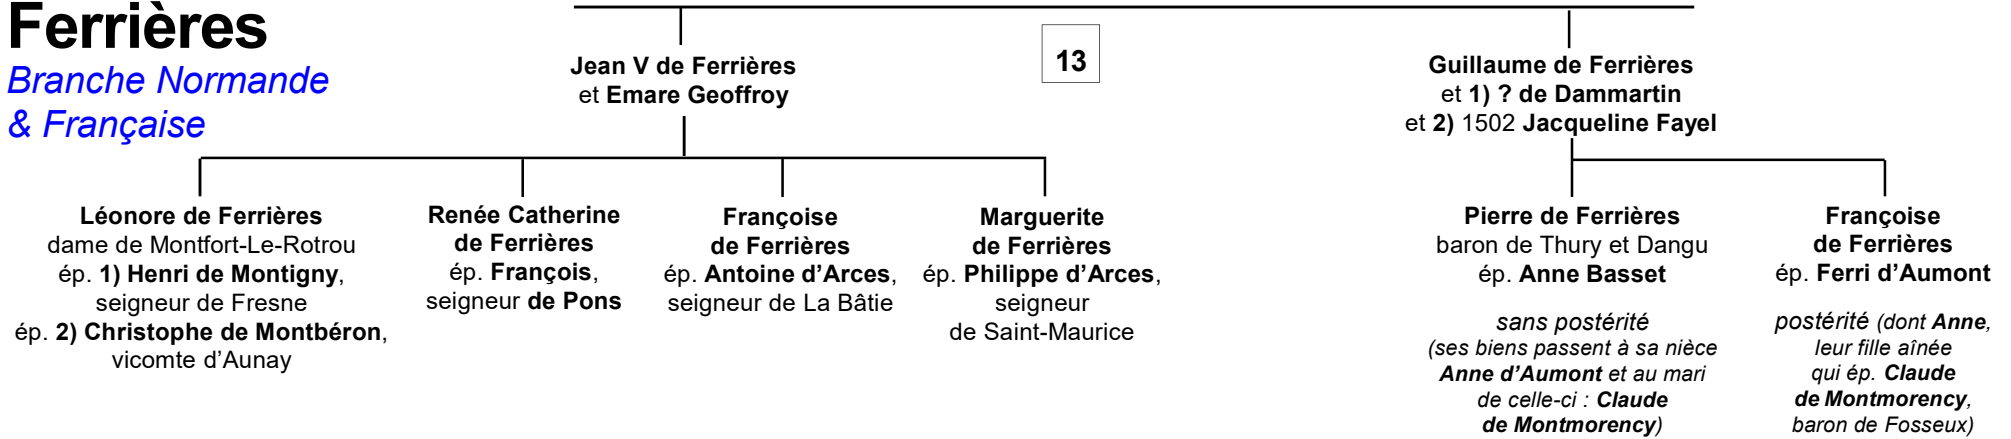 Ferrières
Branche Normande
& Française
13
Jean V de Ferrières
et Emare Geoffroy
Guillaume de Ferrières
et 1) ? de Dammartin
et 2) 1502 Jacqueline Fayel
Léonore de Ferrières
dame de Montfort-Le-Rotrou
ép. 1) Henri de Montigny,
seigneur de Fresne
ép. 2) Christophe de Montbéron,
vicomte d’Aunay
Renée Catherine
de Ferrières
ép. François,
seigneur de Pons
Françoise
de Ferrières
ép. Antoine d’Arces,
seigneur de La Bâtie
Marguerite
de Ferrières
ép. Philippe d’Arces,
seigneur
de Saint-Maurice
Pierre de Ferrières
baron de Thury et Dangu
ép. Anne Basset
sans postérité
(ses biens passent à sa nièce
Anne d’Aumont et au mari
de celle-ci : Claude
de Montmorency)
Françoise
de Ferrières
ép. Ferri d’Aumont
postérité (dont Anne,
leur fille aînée
qui ép. Claude
de Montmorency,
baron de Fosseux)